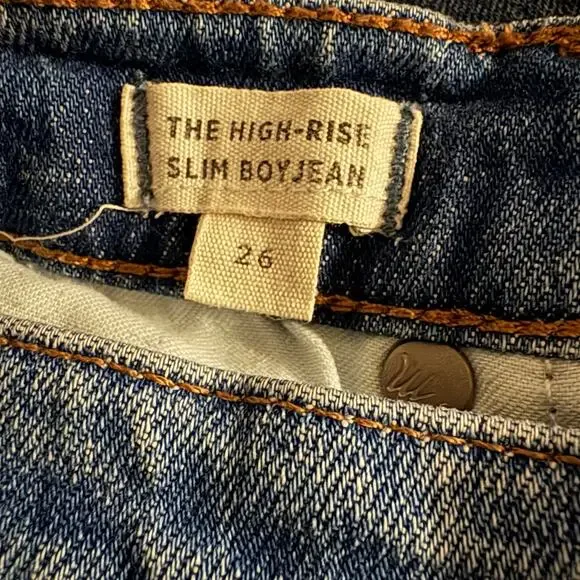 THE HIGH-RISE
SLIM BOYJEAN
26